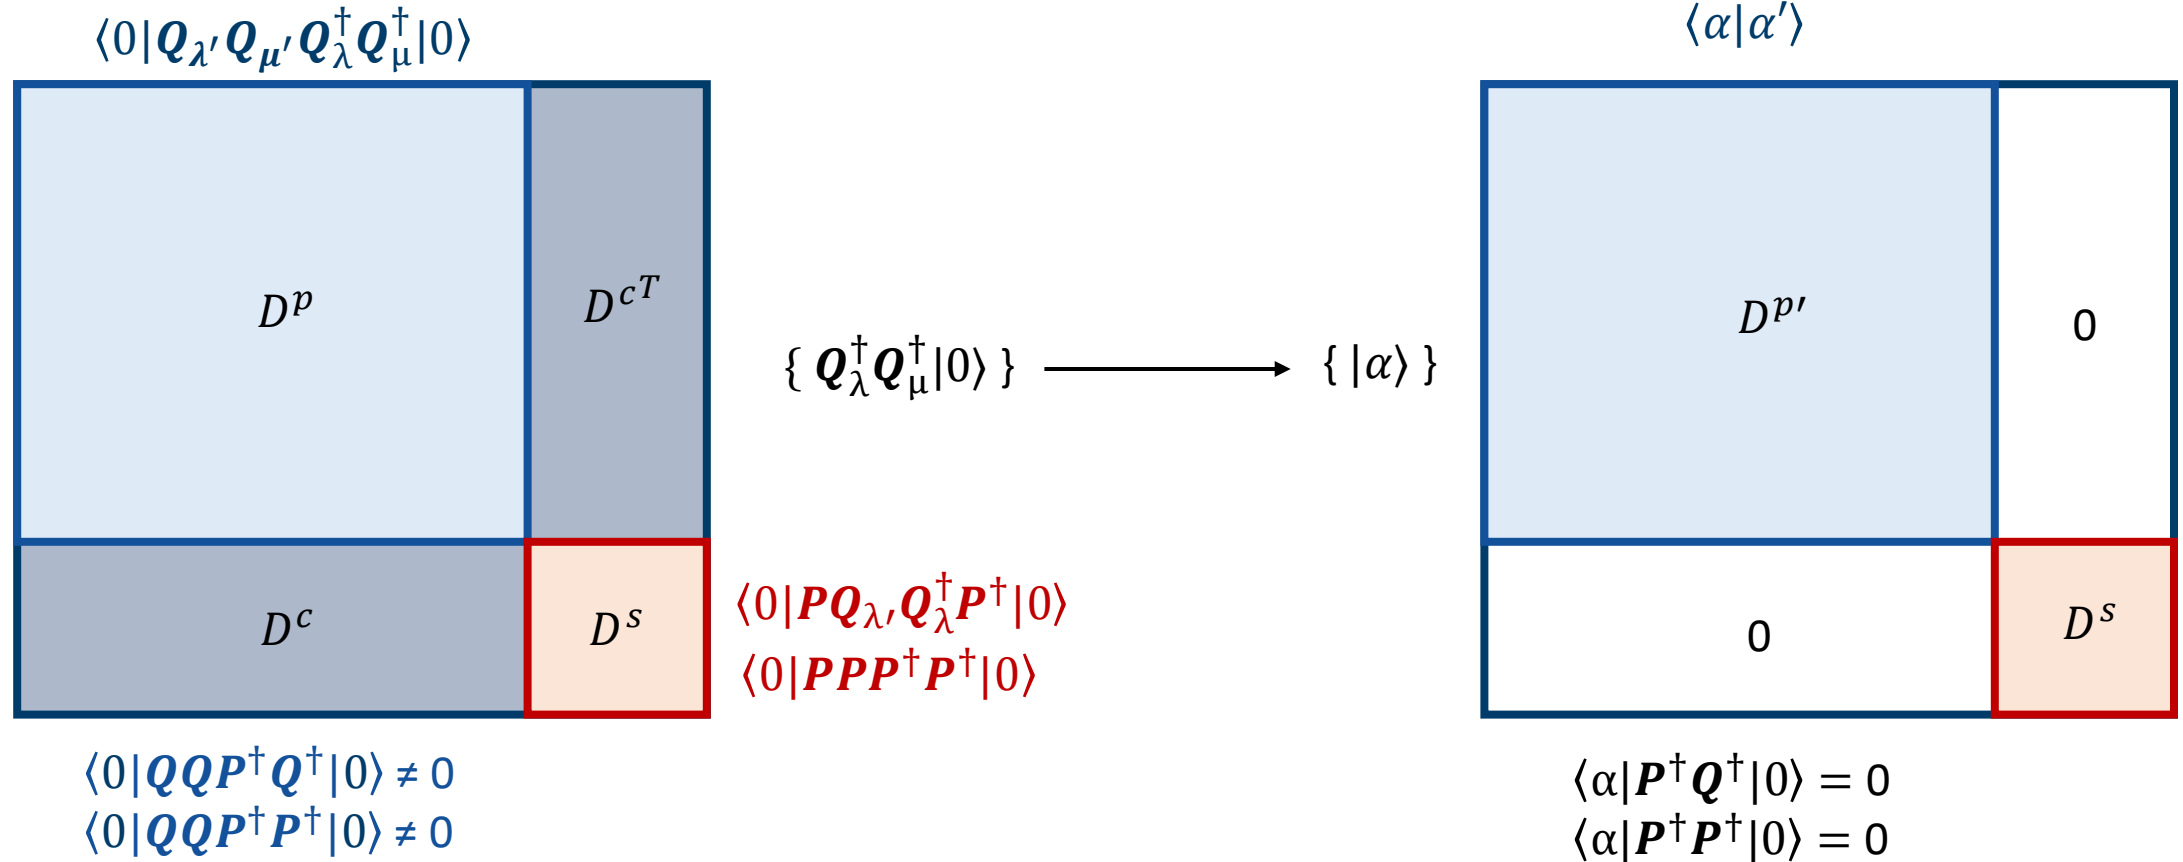 ⟨0|Q_λ′ Q_μ′ Q_λ^† Q_μ^†|0⟩
⟨α|α′⟩
D^p
D^{c^T}
D^c
D^s
{ Q_λ^† Q_μ^†|0⟩ }
{ |α⟩ }
D^{p′}
0
0
D^s
⟨0|PQ_λ′ Q_λ^† P^†|0⟩
⟨0|PPP^†P^†|0⟩
⟨0|QQP^†Q^†|0⟩ ≠ 0
⟨0|QQP^†P^†|0⟩ ≠ 0
⟨α|P^†Q^†|0⟩ = 0
⟨α|P^†P^†|0⟩ = 0